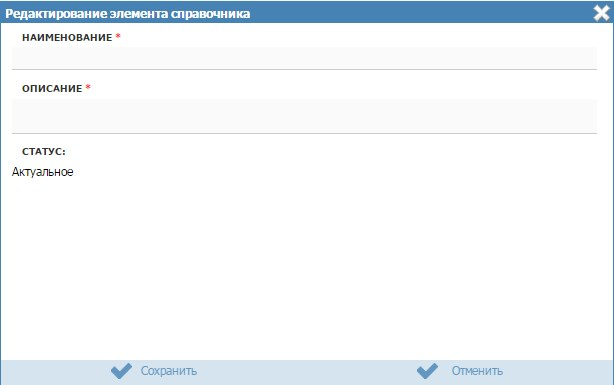 Редактирование элемента справочника
НАИМЕНОВАНИЕ *
ОПИСАНИЕ *
СТАТУС:
Актуальное
Сохранить Отменить